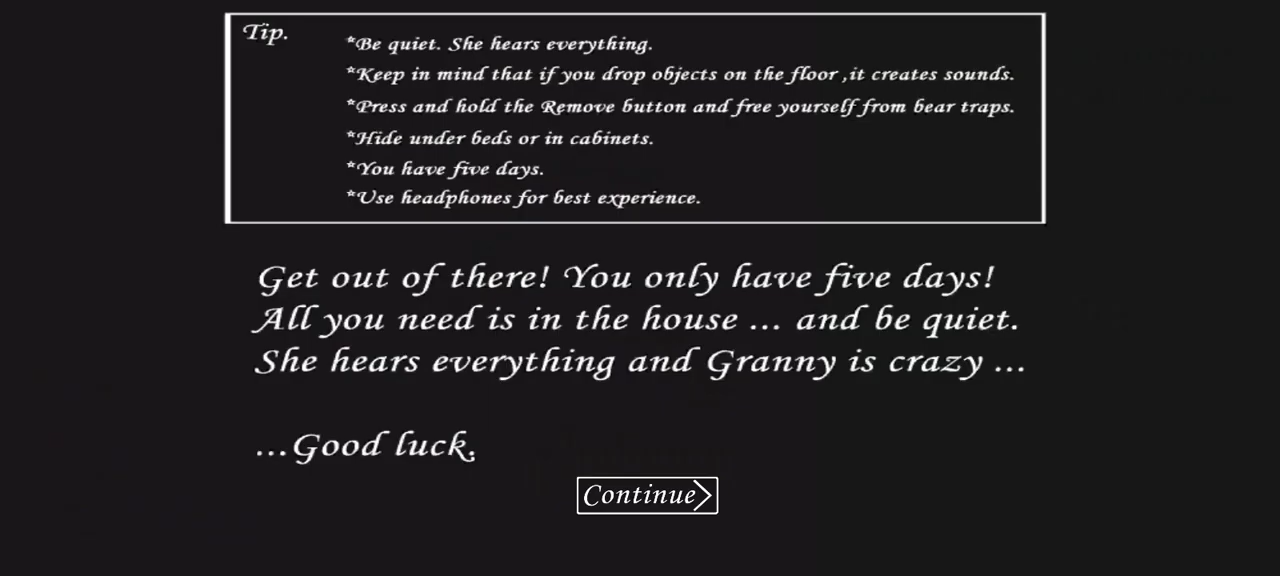 Tip.
*Be quiet. She hears everything.
*Keep in mind that if you drop objects on the floor ,it creates sounds.
*Press and hold the Remove button and free yourself from bear traps.
*Hide under beds or in cabinets.
*You have five days.
*Use headphones for best experience.
Get out of there! You only have five days!
All you need is in the house ... and be quiet.
She hears everything and Granny is crazy ...
...Good luck.
Continue